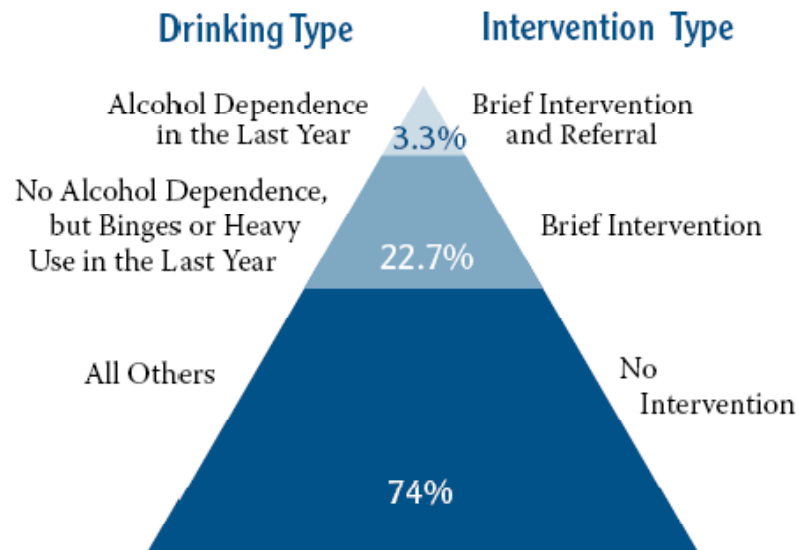 Drinking Type
Intervention Type
Alcohol Dependence
in the Last Year
3.3%
Brief Intervention
and Referral
No Alcohol Dependence,
but Binges or Heavy
Use in the Last Year
22.7%
Brief Intervention
All Others
74%
No
Intervention